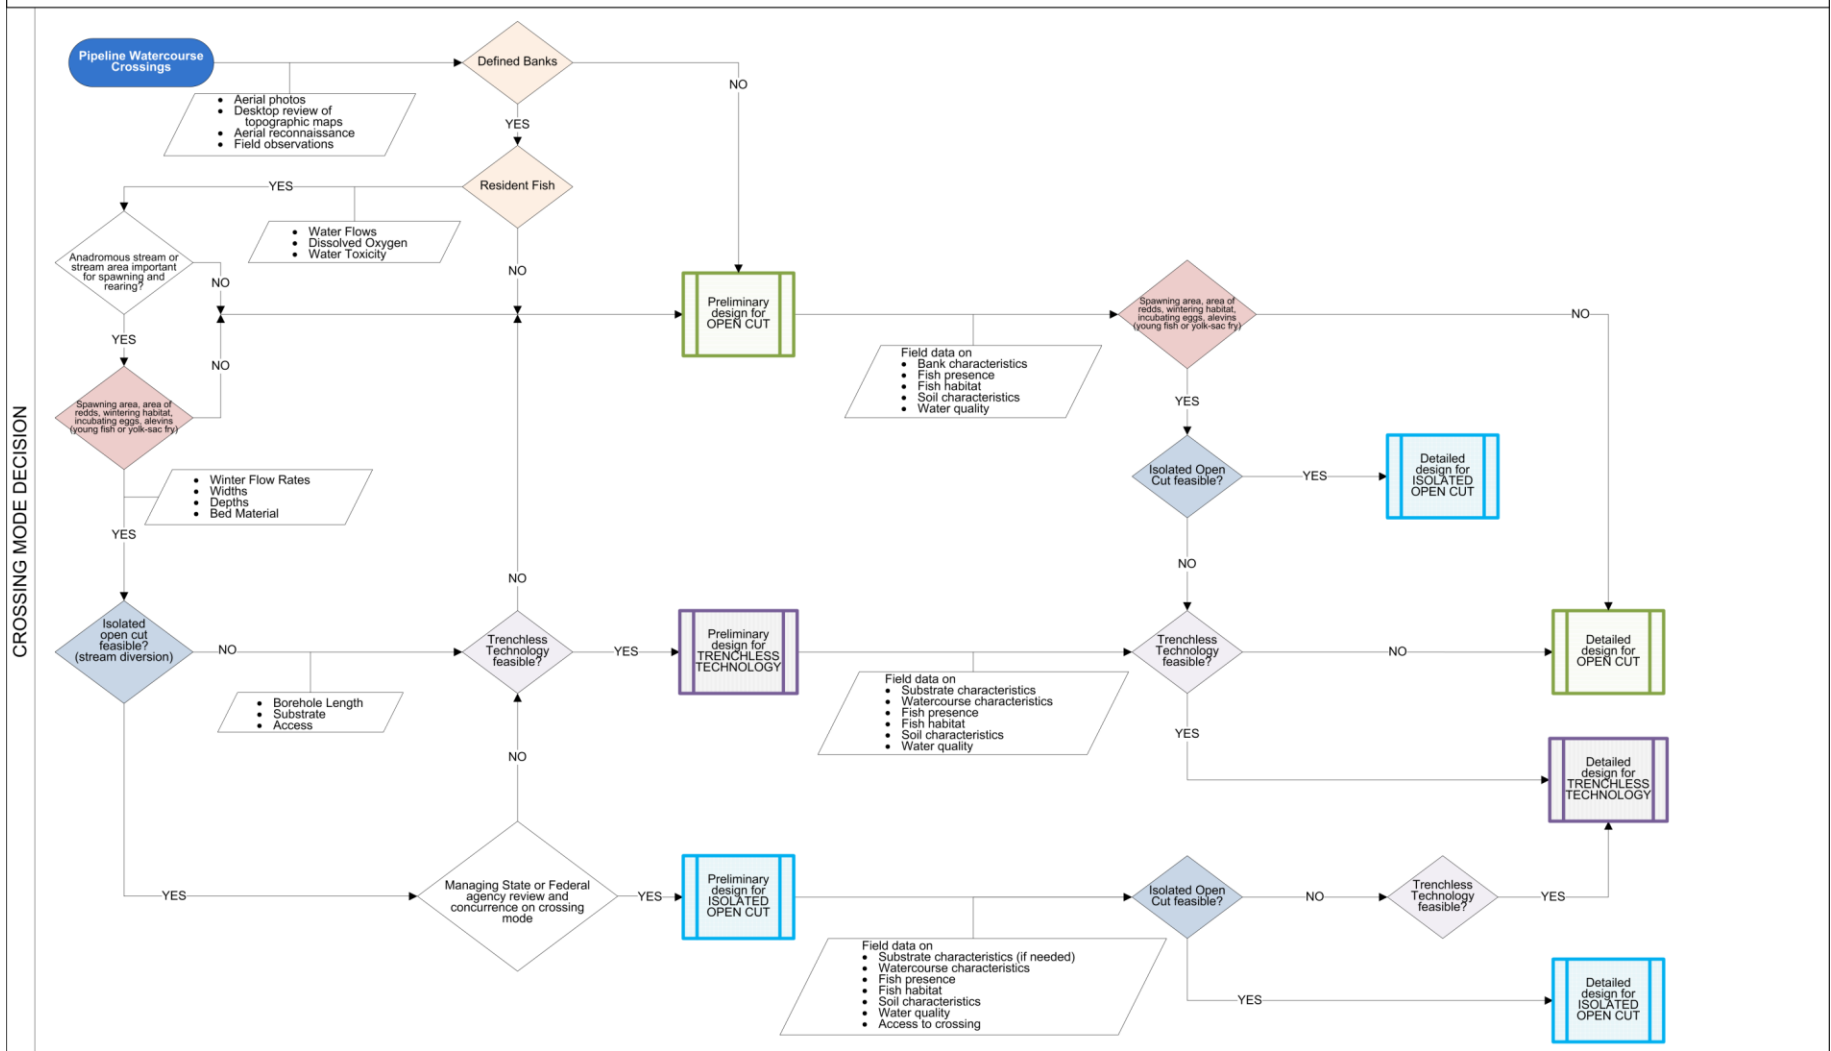 CROSSING MODE DECISION
Pipeline Watercourse
Crossings
• Aerial photos
• Desktop review of
topographic maps
• Aerial reconnaissance
• Field observations
Defined Banks
NO
YES
Resident Fish
YES
• Water Flows
• Dissolved Oxygen
• Water Toxicity
NO
Anadromous stream or
stream area important
for spawning and
rearing?
NO
YES
NO
Spawning area, area of
redds, wintering habitat,
incubating eggs, alevins
(young fish or yolk-sac fry)
• Winter Flow Rates
• Widths
• Depths
• Bed Material
YES
Isolated
open cut
feasible?
(stream diversion)
NO
• Borehole Length
• Substrate
• Access
YES
NO
Trenchless
Technology
feasible?
YES
NO
Managing State or Federal
agency review and
concurrence on crossing
mode
YES
Preliminary
design for
OPEN CUT
Field data on
• Bank characteristics
• Fish presence
• Fish habitat
• Soil characteristics
• Water quality
Spawning area, area of
redds, wintering habitat,
incubating eggs, alevins
(young fish or yolk-sac fry)
NO
YES
Isolated Open
Cut feasible?
YES
Detailed
design for
ISOLATED
OPEN CUT
NO
Preliminary
design for
TRENCHLESS
TECHNOLOGY
Field data on
• Substrate characteristics
• Watercourse characteristics
• Fish presence
• Fish habitat
• Soil characteristics
• Water quality
Trenchless
Technology
feasible?
NO
Detailed
design for
OPEN CUT
YES
Detailed
design for
TRENCHLESS
TECHNOLOGY
Preliminary
design for
ISOLATED
OPEN CUT
Field data on
• Substrate characteristics (if needed)
• Watercourse characteristics
• Fish presence
• Fish habitat
• Soil characteristics
• Water quality
• Access to crossing
Isolated Open
Cut feasible?
NO
Trenchless
Technology
feasible?
YES
YES
Detailed
design for
ISOLATED
OPEN CUT